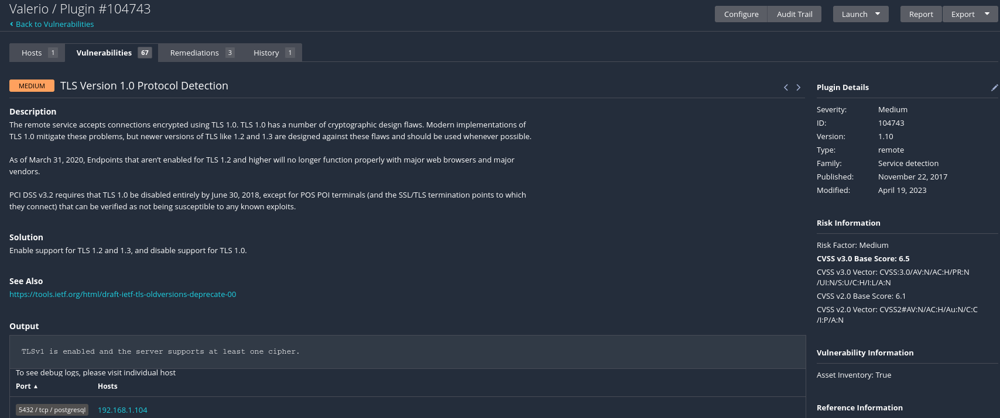 Valerio / Plugin #104743
Back to Vulnerabilities
Configure
Audit Trail
Launch
Report
Export
Hosts 1
Vulnerabilities 67
Remediations 3
History 1
MEDIUM
TLS Version 1.0 Protocol Detection
Description
The remote service accepts connections encrypted using TLS 1.0. TLS 1.0 has a number of cryptographic design flaws. Modern implementations of
TLS 1.0 mitigate these problems, but newer versions of TLS like 1.2 and 1.3 are designed against these flaws and should be used whenever possible.
As of March 31, 2020, Endpoints that aren't enabled for TLS 1.2 and higher will no longer function properly with major web browsers and major
vendors.
PCI DSS v3.2 requires that TLS 1.0 be disabled entirely by June 30, 2018, except for POS POI terminals (and the SSL/TLS termination points to which
they connect) that can be verified as not being susceptible to any known exploits.
Solution
Enable support for TLS 1.2 and 1.3, and disable support for TLS 1.0.
See Also
https://tools.ietf.org/html/draft-ietf-tls-oldversions-deprecate-00
Output
TLSv1 is enabled and the server supports at least one cipher.
To see debug logs, please visit individual host
Port ▲ Hosts
5432 / tcp / postgresql 192.168.1.104
Plugin Details
Severity: Medium
ID: 104743
Version: 1.10
Type: remote
Family: Service detection
Published: November 22, 2017
Modified: April 19, 2023
Risk Information
Risk Factor: Medium
CVSS v3.0 Base Score: 6.5
CVSS v3.0 Vector: CVSS:3.0/AV:N/AC:H/PR:N
/UI:N/S:U/C:H/I:L/A:N
CVSS v2.0 Base Score: 6.1
CVSS v2.0 Vector: CVSS2#AV:N/AC:H/Au:N/C:C
/I:P/A:N
Vulnerability Information
Asset Inventory: True
Reference Information